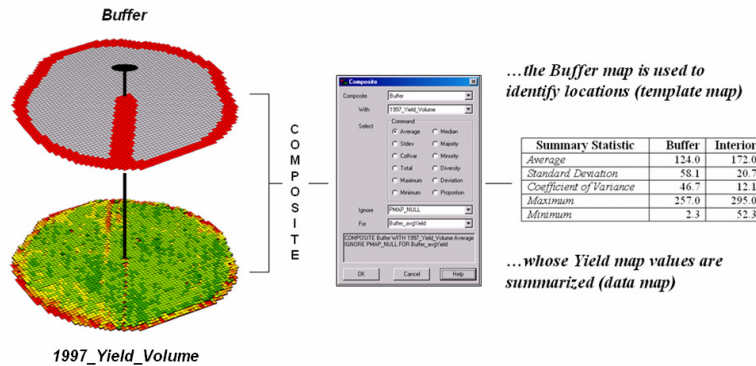 Buffer
1997_Yield_Volume
COMPOSITE
Composite
Composite Buffer
With 1997_Yield_Volume
Select
Command
Average Median
Stdev Majority
CofVar Minority
Total Diversity
Maximum Deviation
Minimum Proportion
Ignore PMAP_NULL
For Buffer_avgYield
COMPOSITE Buffer WITH 1997_Yield_Volume Average
IGNORE PMAP_NULL FOR Buffer_avgYield
OK Cancel Help
…the Buffer map is used to
identify locations (template map)
Summary Statistic Buffer Interior
Average 124.0 172.0
Standard Deviation 58.1 20.7
Coefficient of Variance 46.7 12.1
Maximum 257.0 295.0
Minimum 2.3 52.3
…whose Yield map values are
summarized (data map)